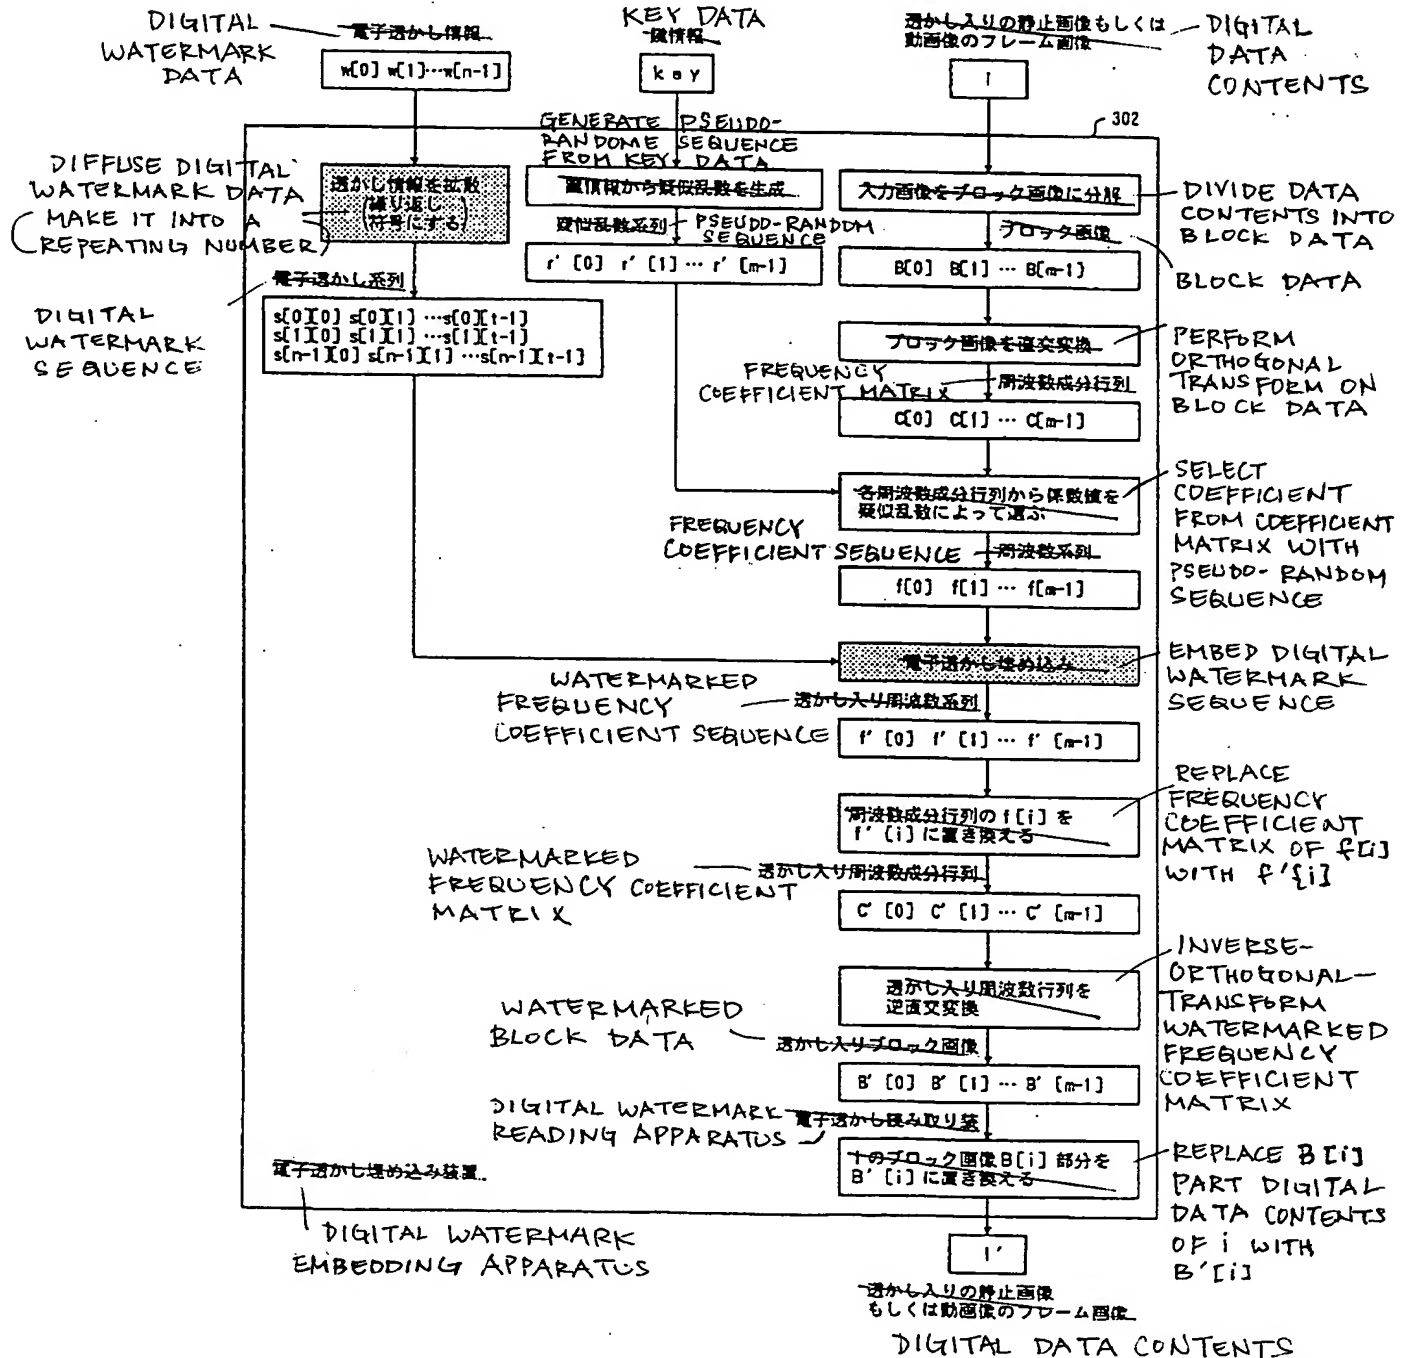 DIGITAL
WATERMARK
DATA
電子透かし情報
w[0] w[1]…w[n-1]
KEY DATA
鍵情報
key
透かし入りの静止画像もしくは
動画像のフレーム画像
I
DIGITAL
DATA
CONTENTS
302
DIFFUSE DIGITAL
WATERMARK DATA
(MAKE IT INTO A
REPEATING NUMBER)
透かし情報を拡散
(繰り返し
符号にする)
GENERATE PSEUDO-
RANDOME SEQUENCE
FROM KEY DATA
鍵情報から疑似乱数を生成
疑似乱数系列
PSEUDO-RANDOM
SEQUENCE
r' [0] r' [1] … r' [m-1]
入力画像をブロック画像に分解
DIVIDE DATA
CONTENTS INTO
BLOCK DATA
ブロック画像
BLOCK DATA
B[0] B[1] … B[m-1]
電子透かし系列
DIGITAL
WATERMARK
SEQUENCE
s[0][0] s[0][1] …s[0][t-1]
s[1][0] s[1][1] …s[1][t-1]
s[n-1][0] s[n-1][1] …s[n-1][t-1]
ブロック画像を直交変換
PERFORM
ORTHOGONAL
TRANSFORM ON
BLOCK DATA
FREQUENCY
COEFFICIENT MATRIX
周波数成分行列
C[0] C[1] … C[m-1]
各周波数成分行列から係数値を
疑似乱数によって選ぶ
SELECT
COEFFICIENT
FROM COEFFICIENT
MATRIX WITH
PSEUDO-RANDOM
SEQUENCE
FREQUENCY
COEFFICIENT SEQUENCE
周波数系列
f[0] f[1] … f[m-1]
電子透かし埋め込み
EMBED DIGITAL
WATERMARK
SEQUENCE
WATERMARKED
FREQUENCY
COEFFICIENT SEQUENCE
透かし入り周波数系列
f' [0] f' [1] … f' [m-1]
周波数成分行列の f[i] を
f' [i] に置き換える
REPLACE
FREQUENCY
COEFFICIENT
MATRIX OF f[i]
WITH f'{i]
WATERMARKED
FREQUENCY COEFFICIENT
MATRIX
透かし入り周波数成分行列
C' [0] C' [1] … C' [m-1]
透かし入り周波数行列を
逆直交変換
INVERSE-
ORTHOGONAL-
TRANSFORM
WATERMARKED
FREQUENCY
COEFFICIENT
MATRIX
WATERMARKED
BLOCK DATA
透かし入りブロック画像
B' [0] B' [1] … B' [m-1]
DIGITAL WATERMARK
READING APPARATUS
電子透かし読み取り装
Iのブロック画像B[i] 部分を
B' [i] に置き換える
REPLACE B[i]
PART DIGITAL
DATA CONTENTS
OF i WITH
B'[i]
電子透かし埋め込み装置
DIGITAL WATERMARK
EMBEDDING APPARATUS
I'
透かし入りの静止画像
もしくは動画像のフレーム画像
DIGITAL DATA CONTENTS